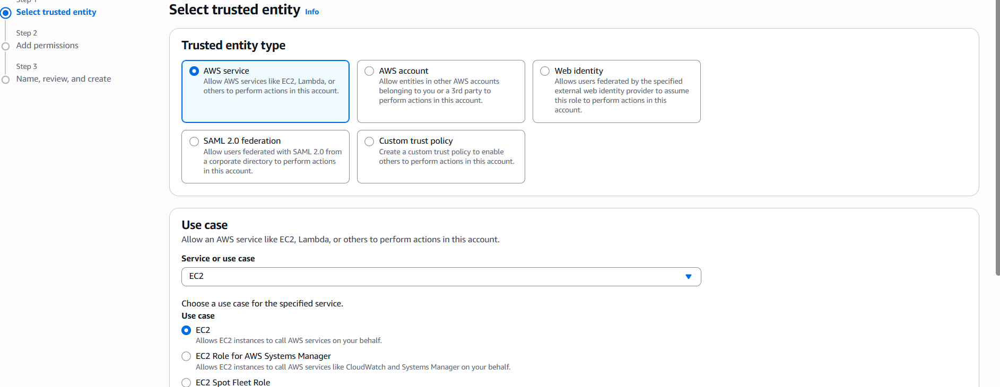 Step 1
Select trusted entity
Step 2
Add permissions
Step 3
Name, review, and create
Select trusted entity Info
Trusted entity type
AWS service
Allow AWS services like EC2, Lambda, or
others to perform actions in this account.
AWS account
Allow entities in other AWS accounts
belonging to you or a 3rd party to
perform actions in this account.
Web identity
Allows users federated by the specified
external web identity provider to assume
this role to perform actions in this
account.
SAML 2.0 federation
Allow users federated with SAML 2.0 from
a corporate directory to perform actions
in this account.
Custom trust policy
Create a custom trust policy to enable
others to perform actions in this account.
Use case
Allow an AWS service like EC2, Lambda, or others to perform actions in this account.
Service or use case
EC2
Choose a use case for the specified service.
Use case
EC2
Allows EC2 instances to call AWS services on your behalf.
EC2 Role for AWS Systems Manager
Allows EC2 instances to call AWS services like CloudWatch and Systems Manager on your behalf.
EC2 Spot Fleet Role